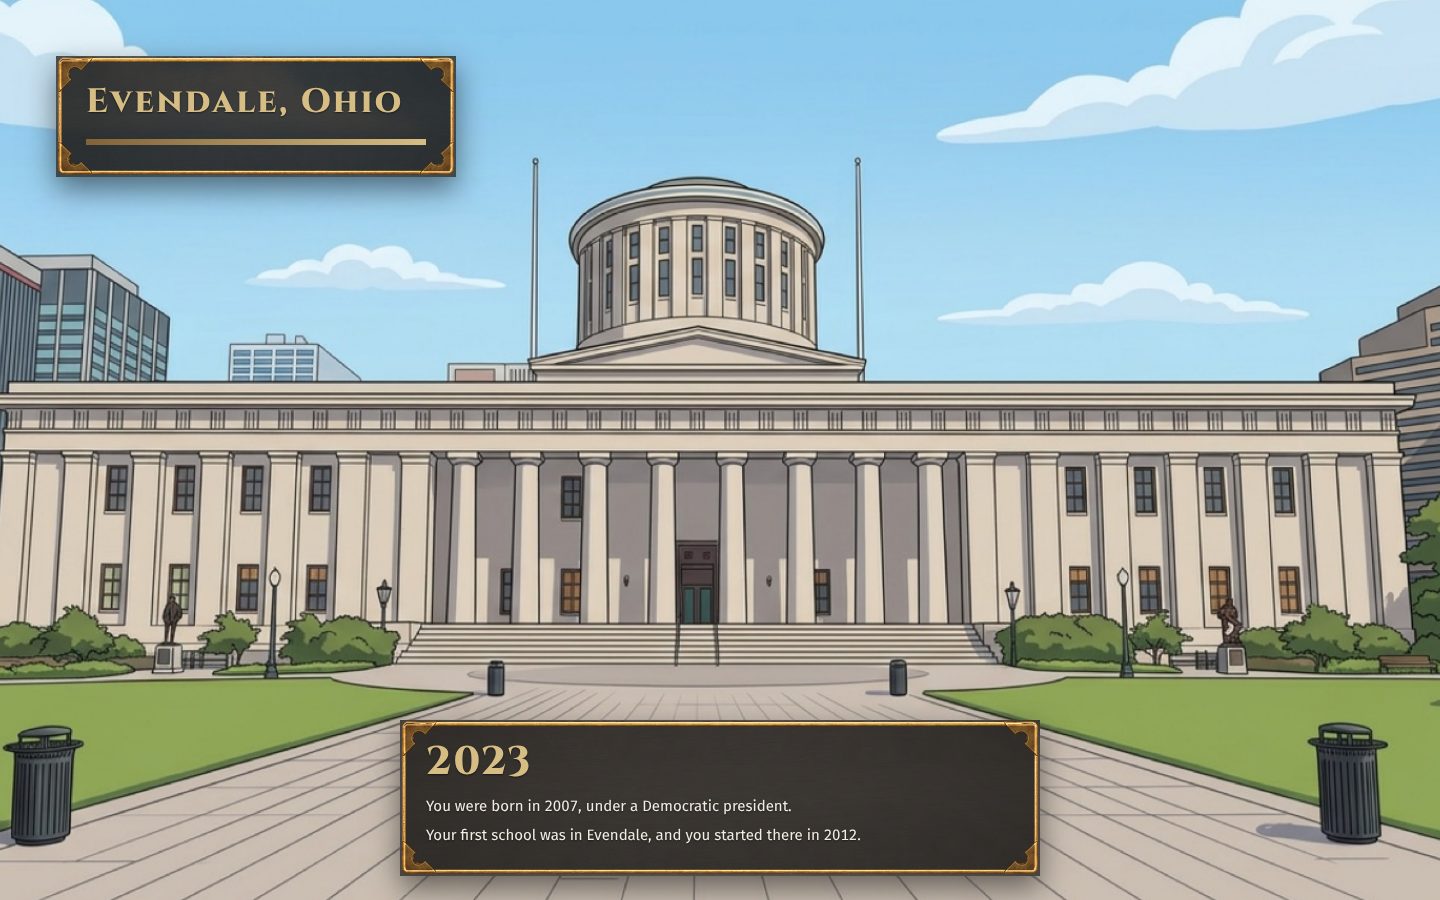 Evendale, Ohio
2023
You were born in 2007, under a Democratic president.
Your first school was in Evendale, and you started there in 2012.